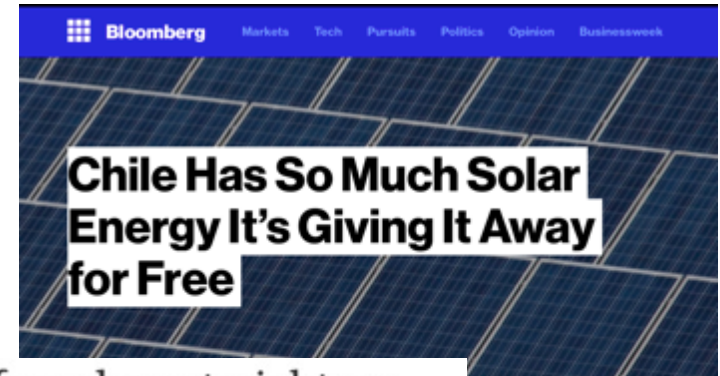 Bloomberg Markets Tech Pursuits Politics Opinion Businessweek
Chile Has So Much Solar
Energy It's Giving It Away
for Free